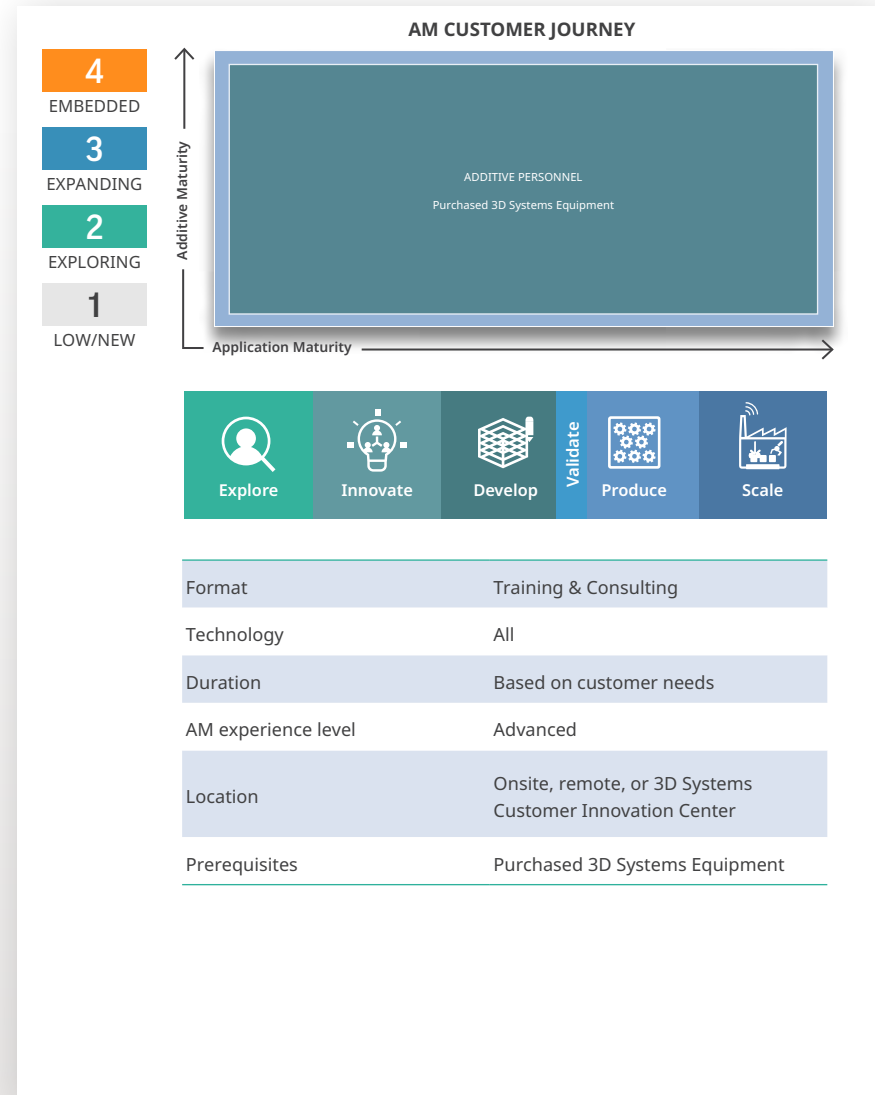 AM CUSTOMER JOURNEY
4
EMBEDDED
3
EXPANDING
2
EXPLORING
1
LOW/NEW
Additive Maturity
ADDITIVE PERSONNEL
Purchased 3D Systems Equipment
Application Maturity
Explore
Innovate
Develop
Validate
Produce
Scale
Format Training & Consulting
Technology All
Duration Based on customer needs
AM experience level Advanced
Location Onsite, remote, or 3D Systems
Customer Innovation Center
Prerequisites Purchased 3D Systems Equipment